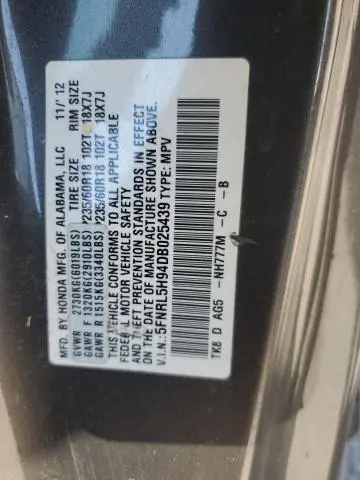 MFD. BY HONDA MFG. OF ALABAMA, LLC 11/'12
GVWR 2730KG(6019LBS) TIRE SIZE RIM SIZE
GAWR F 1320KG(2910LBS) P235/60R18 102T 18X7J
GAWR R 1515KG(3340LBS) P235/60R18 102T 18X7J
THIS VEHICLE CONFORMS TO ALL APPLICABLE
FEDERAL MOTOR VEHICLE SAFETY
AND THEFT PREVENTION STANDARDS IN EFFECT
ON THE DATE OF MANUFACTURE SHOWN ABOVE.
V.I.N.: 5FNRL5H94DB025439 TYPE: MPV
TK8 D AG5 -NH777M -C -B